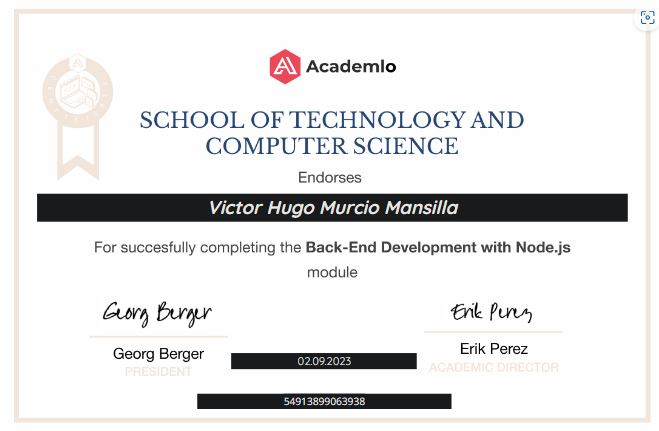 Academlo
SCHOOL OF TECHNOLOGY AND
COMPUTER SCIENCE
Endorses
Victor Hugo Murcio Mansilla
For succesfully completing the Back-End Development with Node.js
module
Georg Berger
Erik Perez
Georg Berger
Erik Perez
PRESIDENT
02.09.2023
ACADEMIC DIRECTOR
54913899063938